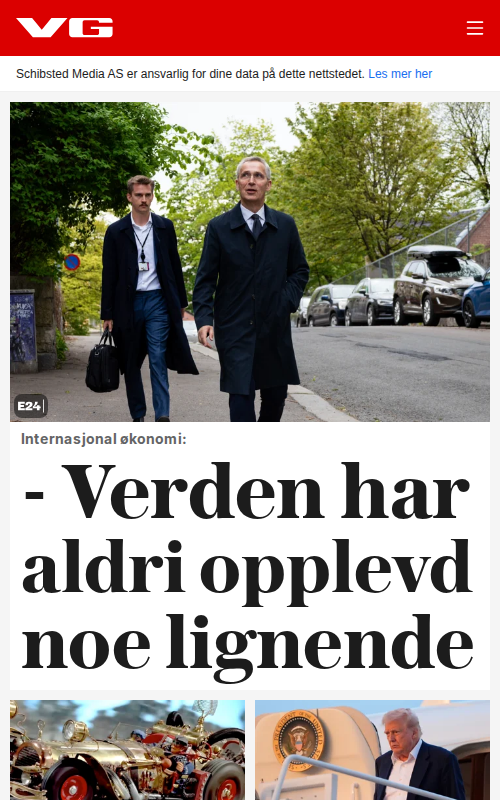 VG
Schibsted Media AS er ansvarlig for dine data på dette nettstedet. Les mer her
E24
Internasjonal økonomi:
- Verden har
aldri opplevd
noe lignende